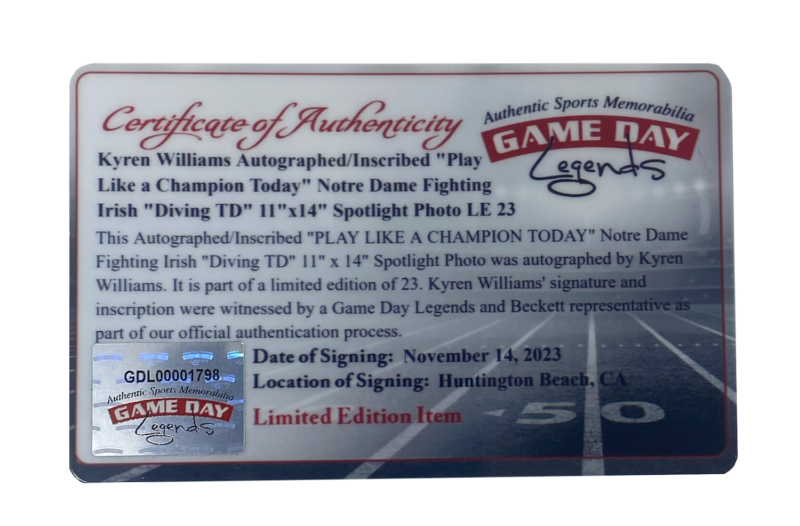 Certificate of Authenticity
Authentic Sports Memorabilia
GAME DAY
Legends
Kyren Williams Autographed/Inscribed "Play
Like a Champion Today" Notre Dame Fighting
Irish "Diving TD" 11"x14" Spotlight Photo LE 23
This Autographed/Inscribed "PLAY LIKE A CHAMPION TODAY" Notre Dame
Fighting Irish "Diving TD" 11" x 14" Spotlight Photo was autographed by Kyren
Williams. It is part of a limited edition of 23. Kyren Williams' signature and
inscription were witnessed by a Game Day Legends and Beckett representative as
part of our official authentication process.
GDL00001798
Authentic Sports Memorabilia
GAME DAY
Legends
Date of Signing: November 14, 2023
Location of Signing: Huntington Beach, CA
Limited Edition Item
50